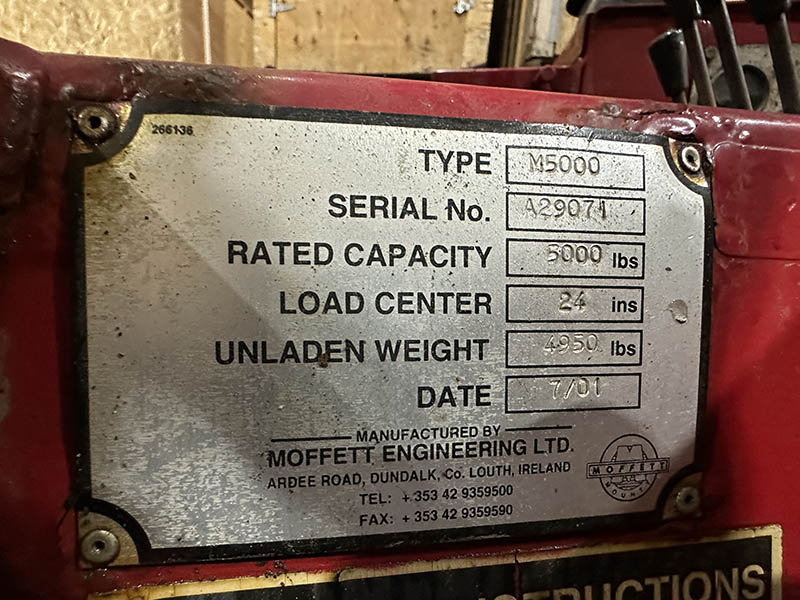 266136
TYPE M5000
SERIAL No. A29071
RATED CAPACITY 5000 lbs
LOAD CENTER 24 ins
UNLADEN WEIGHT 4950 lbs
DATE 7/01
MANUFACTURED BY
MOFFETT ENGINEERING LTD.
ARDEE ROAD, DUNDALK, Co. LOUTH, IRELAND
TEL: + 353 42 9359500
FAX: + 353 42 9359590
MOFFETT
MOUNTY
INSTRUCTIONS